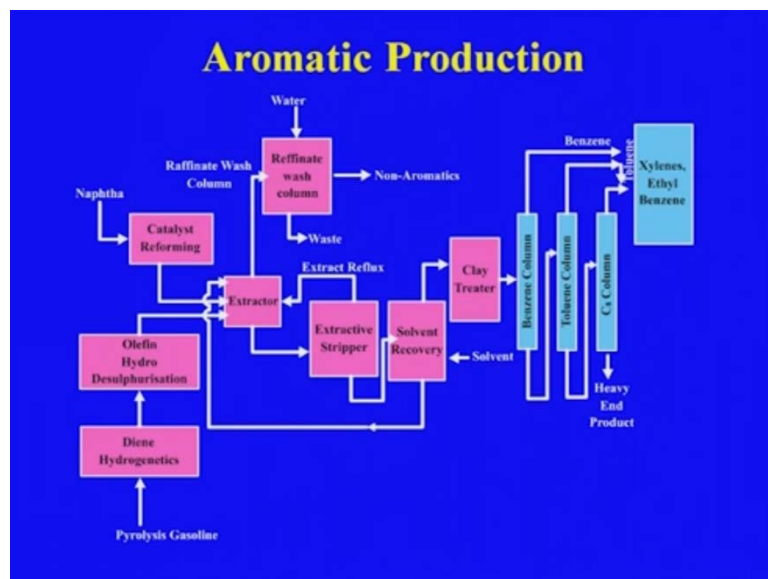 Aromatic Production
Water
Reffinate
wash
column
Raffinate Wash
Column
Non-Aromatics
Waste
Naphtha
Catalyst
Reforming
Extract Reflux
Extractor
Extractive
Stripper
Solvent
Recovery
Solvent
Clay
Treater
Benzene
Toluene
Xylenes,
Ethyl
Benzene
Benzene Column
Toluene Column
C₈ Column
Heavy
End
Product
Olefin
Hydro
Desulphurisation
Diene
Hydrogenetics
Pyrolysis Gasoline